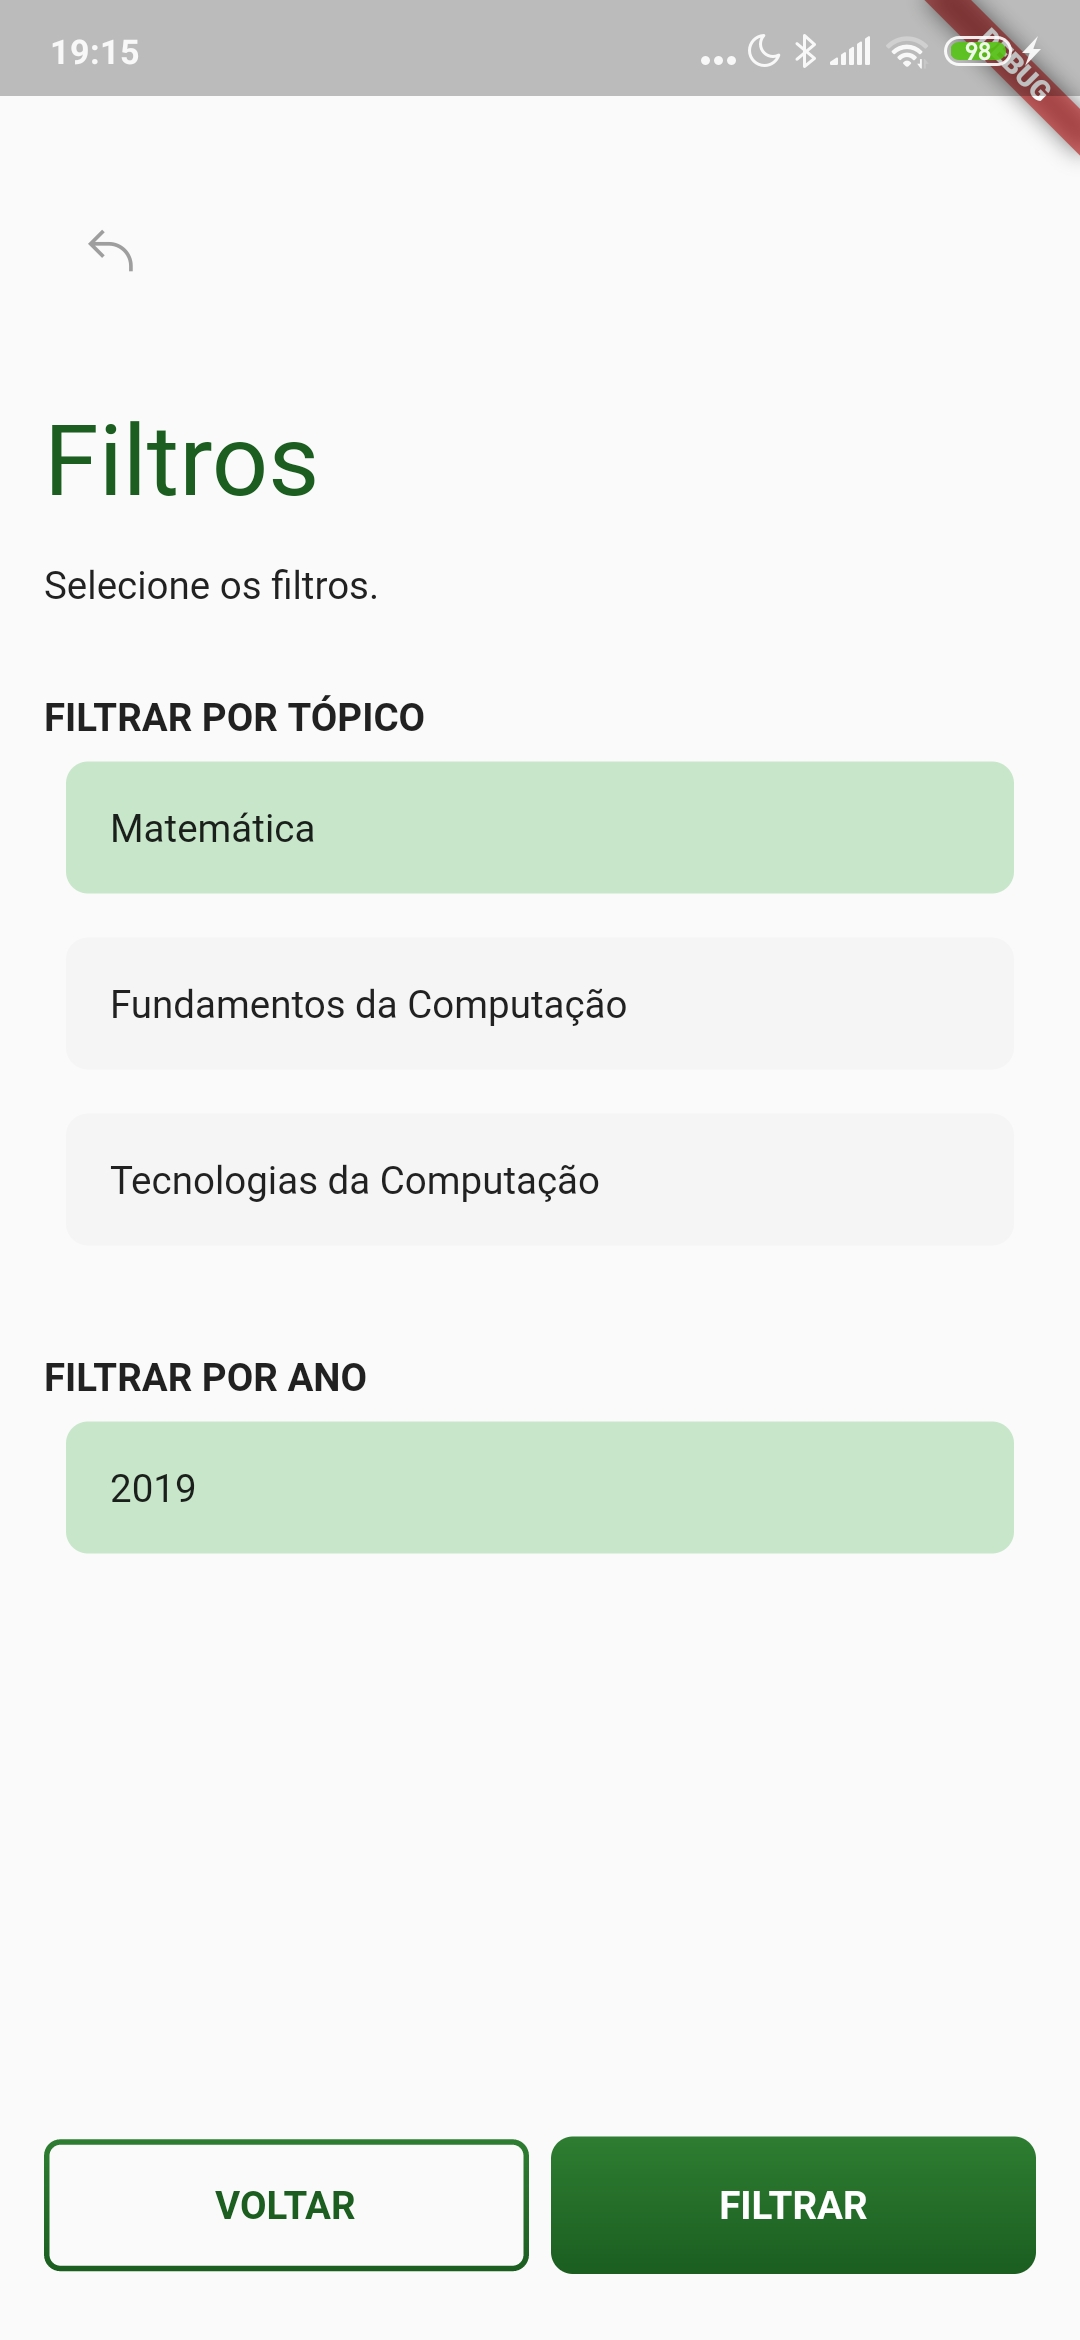 19:15
98
DEBUG
Filtros
Selecione os filtros.
FILTRAR POR TÓPICO
Matemática
Fundamentos da Computação
Tecnologias da Computação
FILTRAR POR ANO
2019
VOLTAR
FILTRAR